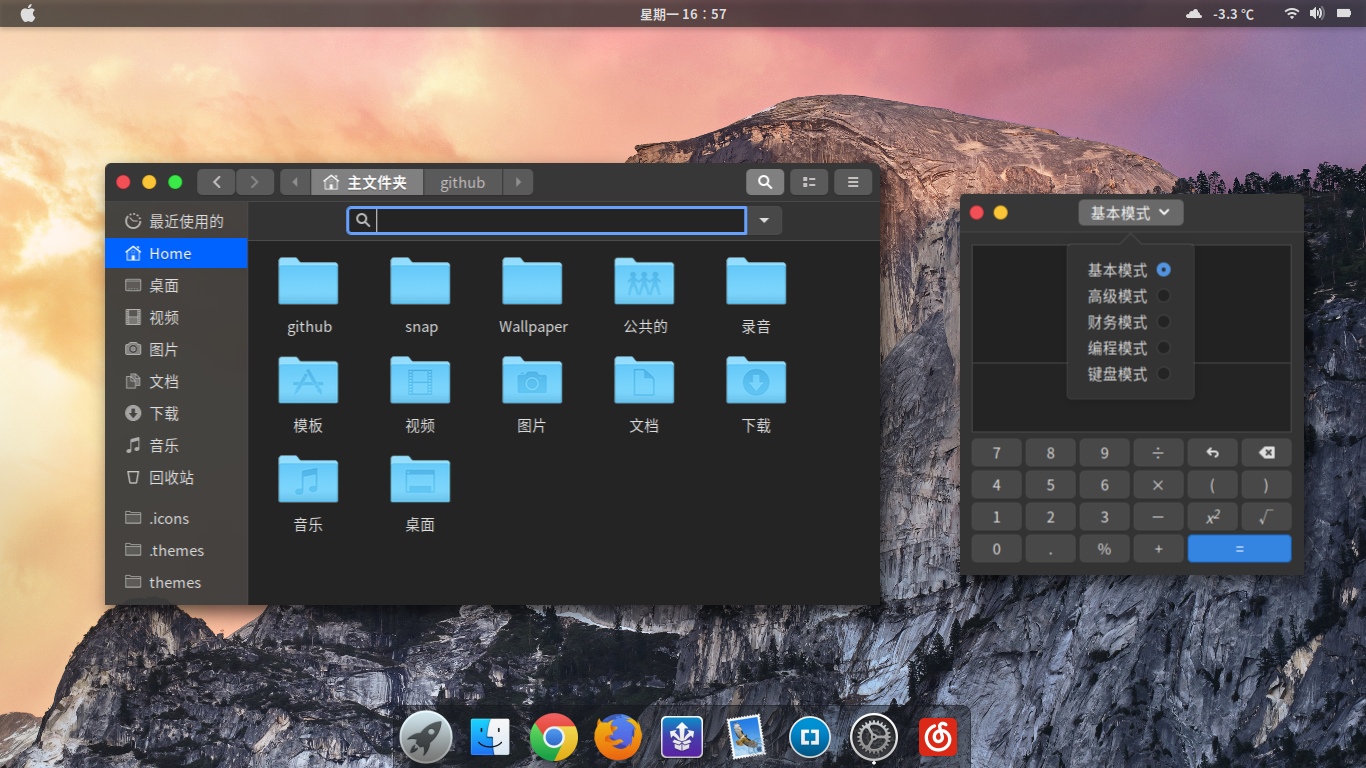 星期一 16：57
-3.3 ℃
主文件夹
github
最近使用的
Home
桌面
视频
图片
文档
下载
音乐
回收站
.icons
.themes
themes
github
snap
Wallpaper
公共的
录音
模板
视频
图片
文档
下载
音乐
桌面
基本模式
基本模式
高级模式
财务模式
编程模式
键盘模式
7 8 9 ÷
4 5 6 × ( )
1 2 3 − x² √
0 . % + =